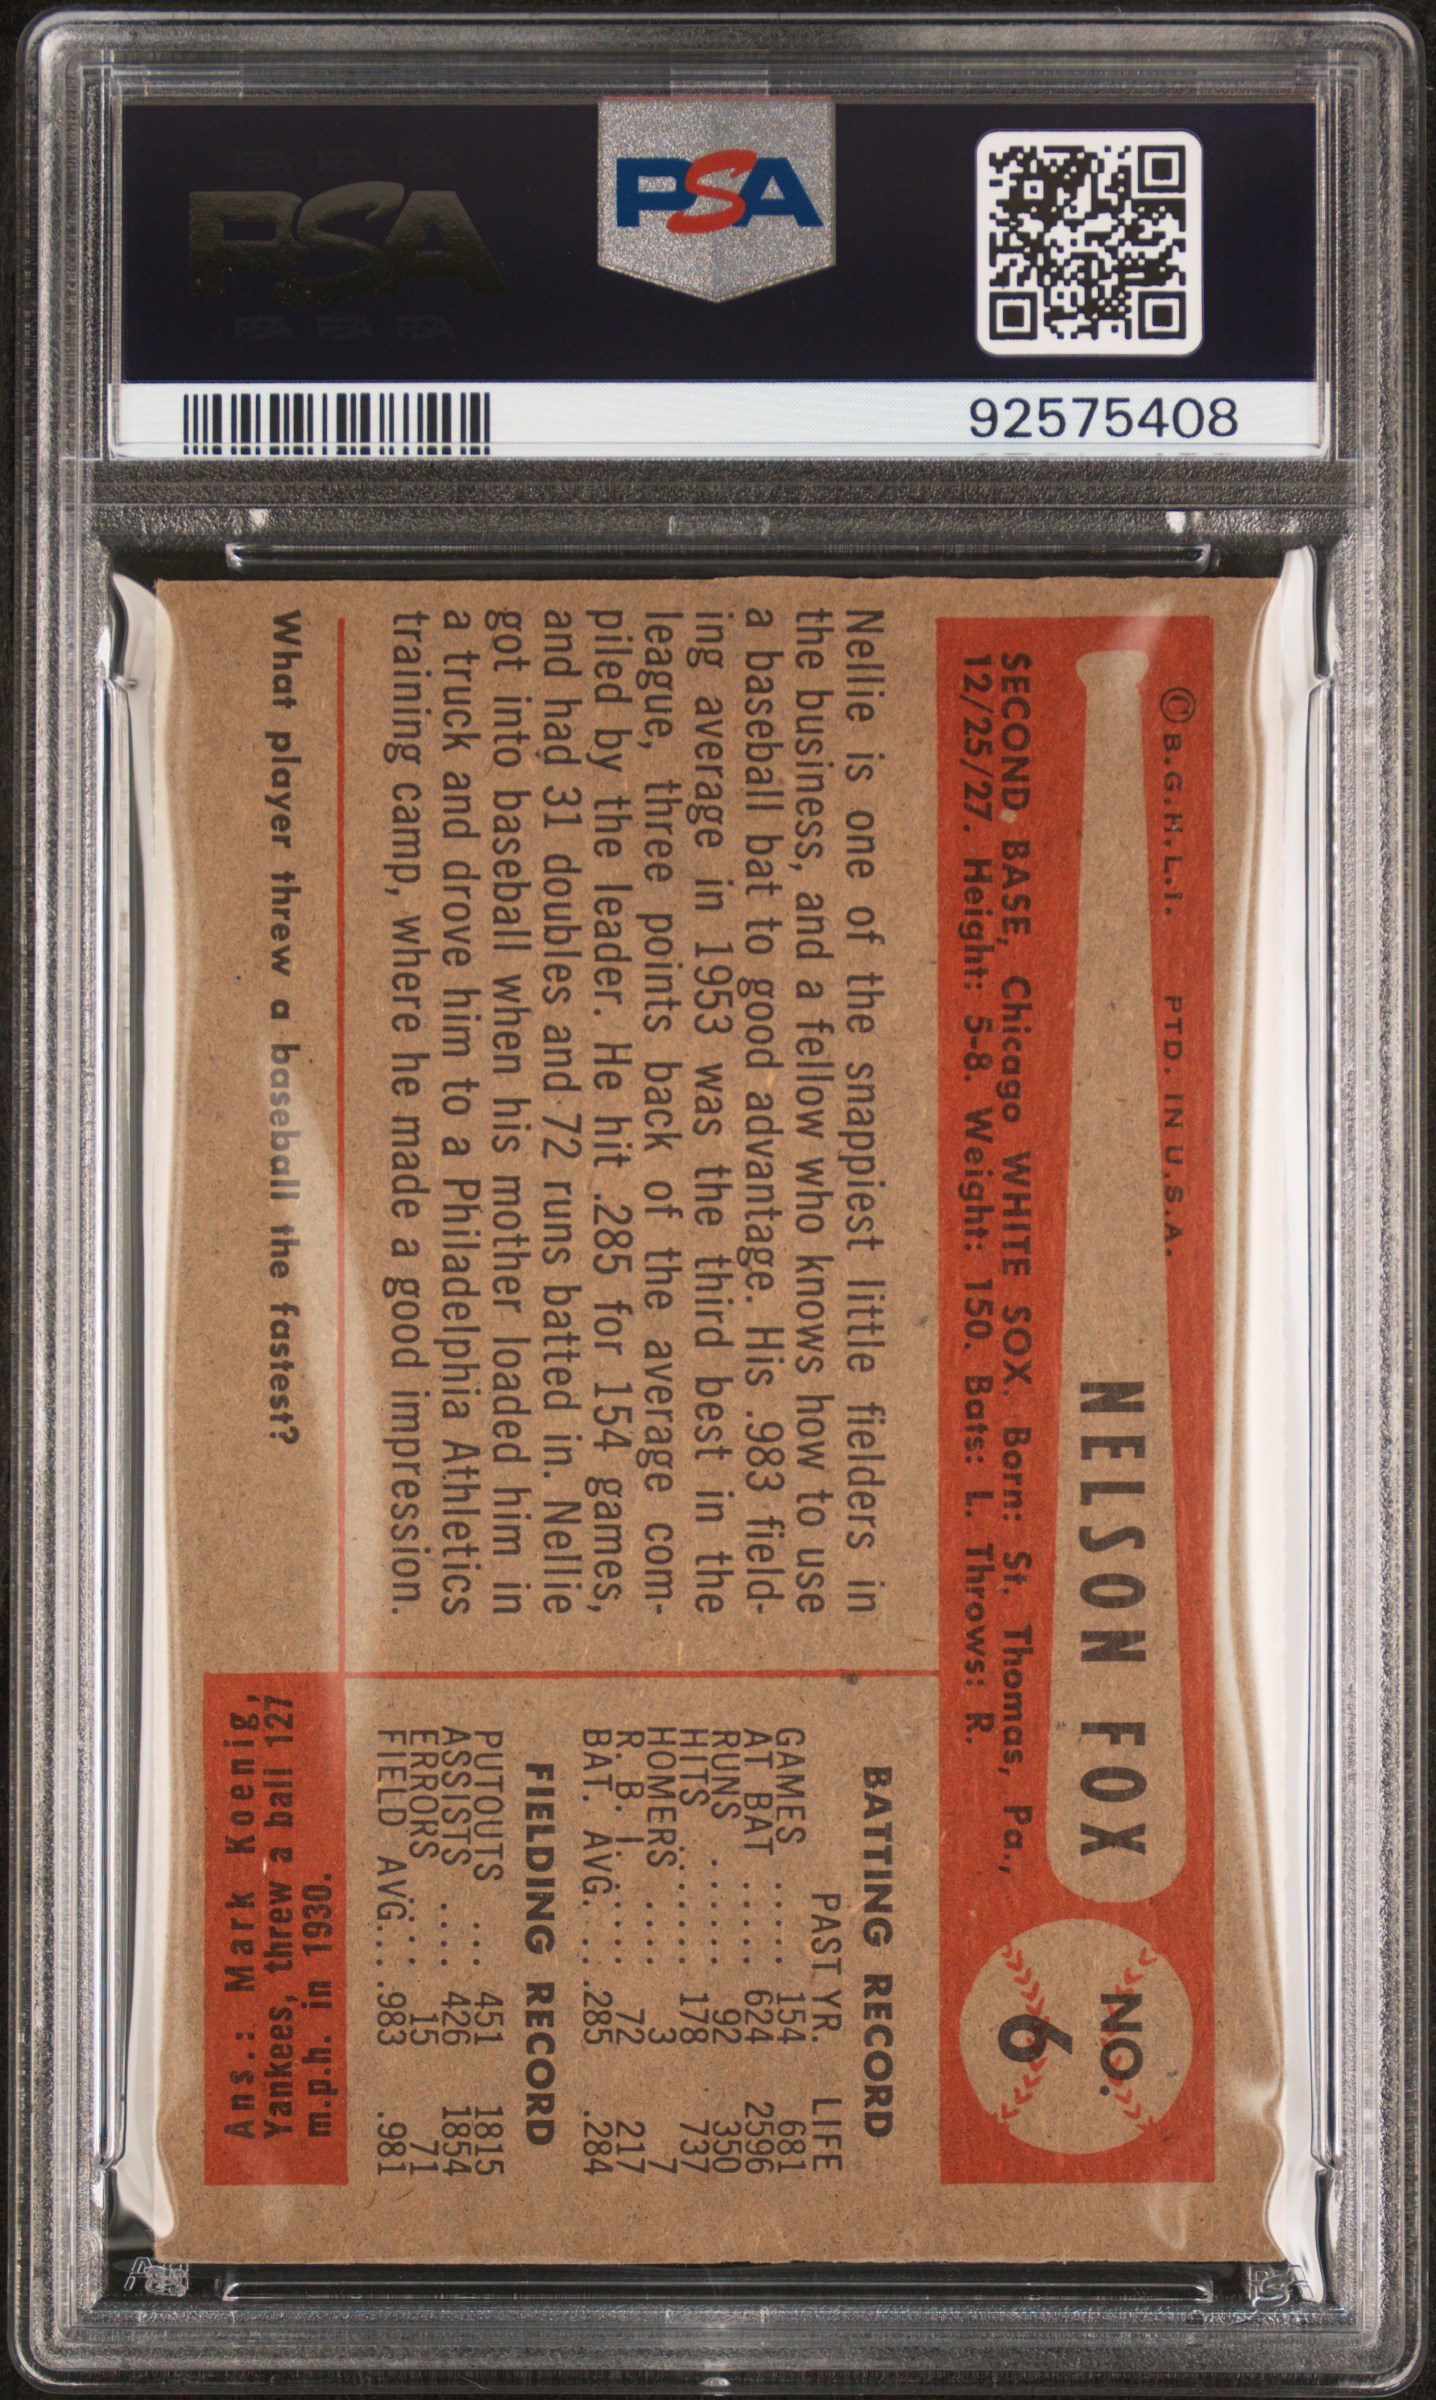 PSA
PSA PSA PSA
PSA
PSA PSA PSA
92575408
© B.G.H.L.I. PTD. IN U.S.A.
NELSON FOX
NO.
6
SECOND BASE, Chicago WHITE SOX. Born: St. Thomas, Pa.,
12/25/27. Height: 5-8. Weight: 150. Bats: L. Throws: R.
Nellie is one of the snappiest little fielders in
the business, and a fellow who knows how to use
a baseball bat to good advantage. His .983 field-
ing average in 1953 was the third best in the
league, three points back of the average com-
piled by the leader. He hit .285 for 154 games,
and had 31 doubles and 72 runs batted in. Nellie
got into baseball when his mother loaded him in
a truck and drove him to a Philadelphia Athletics
training camp, where he made a good impression.
BATTING RECORD
PAST YR. LIFE
GAMES ..... 154 681
AT BAT ..... 624 2596
RUNS ...... 92 350
HITS ...... 178 737
HOMERS .... 3 7
R. B. I. .... 72 217
BAT. AVG. .. .285 .284
FIELDING RECORD
PUTOUTS ... 451 1815
ASSISTS .... 426 1854
ERRORS .... 15 71
FIELD AVG... .983 .981
What player threw a baseball the fastest?
Ans.: Mark Koenig,
Yankees, threw a ball 127
m.p.h. in 1930.
PSA
PSA